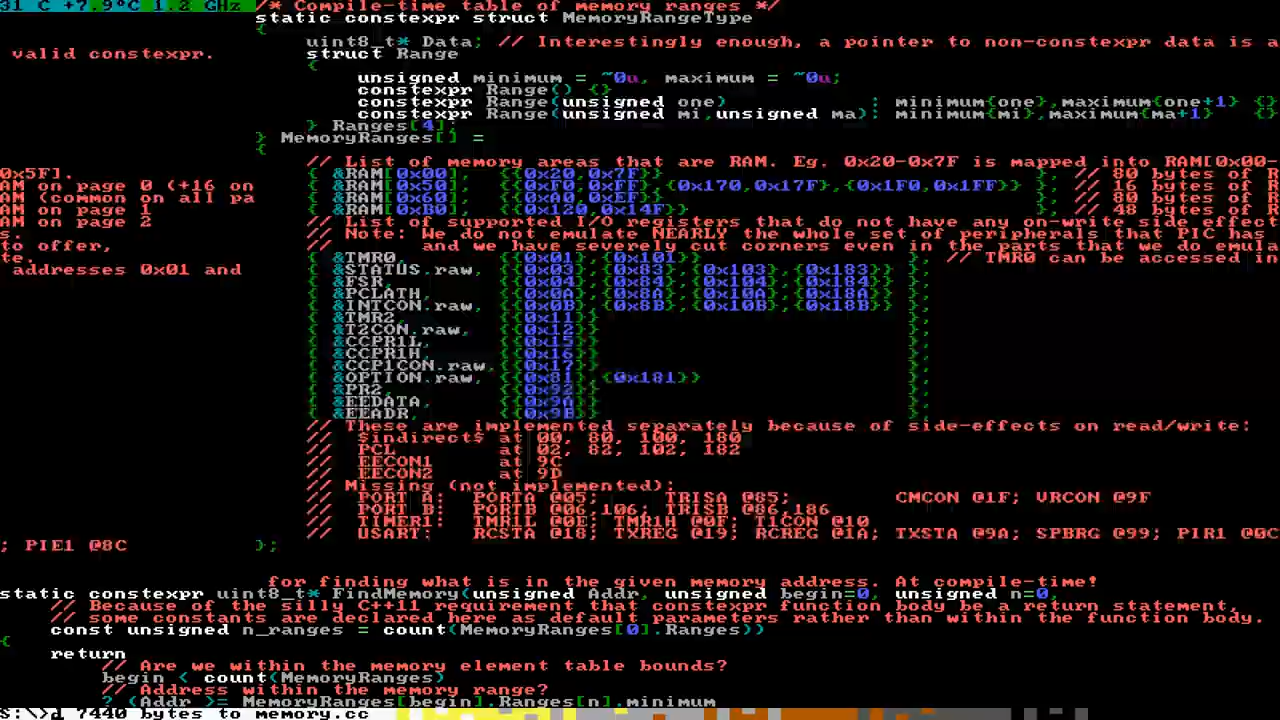 31 C +7.9°C 1.2 GHz /* Compile-time table of memory ranges */
static constexpr struct MemoryRangeType
{
uint8_t* Data; // Interestingly enough, a pointer to non-constexpr data is a
valid constexpr. struct Range
{
unsigned minimum = ~0u, maximum = ~0u;
constexpr Range() {}
constexpr Range(unsigned one) : minimum{one},maximum{one+1} {}
constexpr Range(unsigned mi,unsigned ma): minimum{mi},maximum{ma+1} {}
} Ranges[4];
} MemoryRanges[] =
{
// List of memory areas that are RAM. Eg. 0x20-0x7F is mapped into RAM[0x00-
0x5F]. { &RAM[0x00], {{0x20,0x7F}} }, // 80 bytes of R
AM on page 0 (+16 on { &RAM[0x50], {{0xF0,0xFF},{0x170,0x17F},{0x1F0,0x1FF}} }, // 16 bytes of R
AM (common on all pa { &RAM[0x60], {{0xA0,0xEF}} }, // 80 bytes of R
AM on page 1 { &RAM[0xB0], {{0x120,0x14F}} }, // 48 bytes of R
AM on page 2 // List of supported I/O registers that do not have any on-write side effect
s. // Note: We do not emulate NEARLY the whole set of peripherals that PIC has
to offer, // and we have severely cut corners even in the parts that we do emula
te. { &TMR0, {{0x01},{0x101}} }, // TMR0 can be accessed in
addresses 0x01 and { &STATUS.raw, {{0x03},{0x83},{0x103},{0x183}} },
{ &FSR, {{0x04},{0x84},{0x104},{0x184}} },
{ &PCLATH, {{0x0A},{0x8A},{0x10A},{0x18A}} },
{ &INTCON.raw, {{0x0B},{0x8B},{0x10B},{0x18B}} },
{ &TMR2, {{0x11}} },
{ &T2CON.raw, {{0x12}} },
{ &CCPR1L, {{0x15}} },
{ &CCPR1H, {{0x16}} },
{ &CCP1CON.raw, {{0x17}} },
{ &OPTION.raw, {{0x81},{0x181}} },
{ &PR2, {{0x92}} },
{ &EEDATA, {{0x9A}} },
{ &EEADR, {{0x9B}} },
// These are implemented separately because of side-effects on read/write:
// $indirect$ at 00, 80, 100, 180
// PCL at 02, 82, 102, 182
// EECON1 at 9C
// EECON2 at 9D
// Missing (not implemented):
// PORT A: PORTA @05; TRISA @85; CMCON @1F; VRCON @9F
// PORT B: PORTB @06,106; TRISB @86,186
// TIMER1: TMR1L @0E; TMR1H @0F; T1CON @10
// USART: RCSTA @18; TXREG @19; RCREG @1A; TXSTA @9A; SPBRG @99; PIR1 @0C
; PIE1 @8C };
for finding what is in the given memory address. At compile-time!
static constexpr uint8_t* FindMemory(unsigned Addr, unsigned begin=0, unsigned n=0,
// Because of the silly C++11 requirement that constexpr function body be a return statement,
// some constants are declared here as default parameters rather than within the function body.
const unsigned n_ranges = count(MemoryRanges[0].Ranges))
{
return
// Are we within the memory element table bounds?
begin < count(MemoryRanges)
// Address within the memory range?
? (Addr >= MemoryRanges[begin].Ranges[n].minimum
S:\>d 7440 bytes to memory.cc